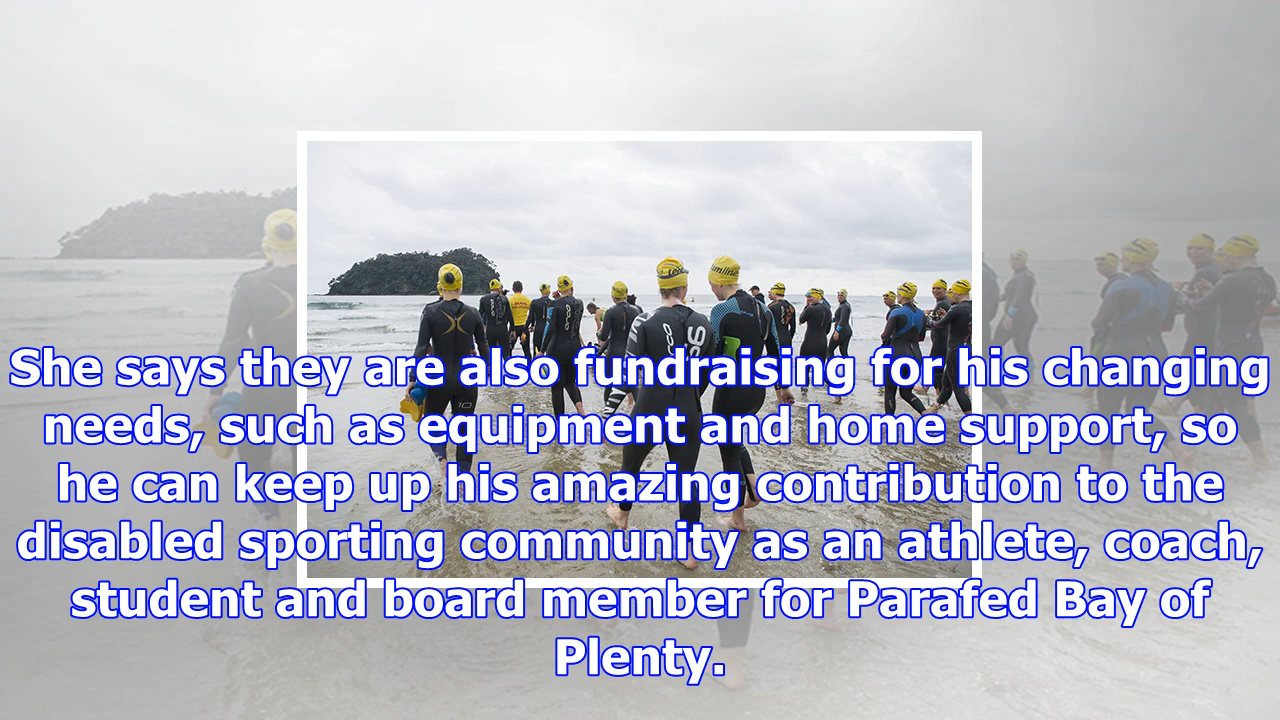 She says they are also fundraising for his changing
needs, such as equipment and home support, so
he can keep up his amazing contribution to the
disabled sporting community as an athlete, coach,
student and board member for Parafed Bay of
Plenty.